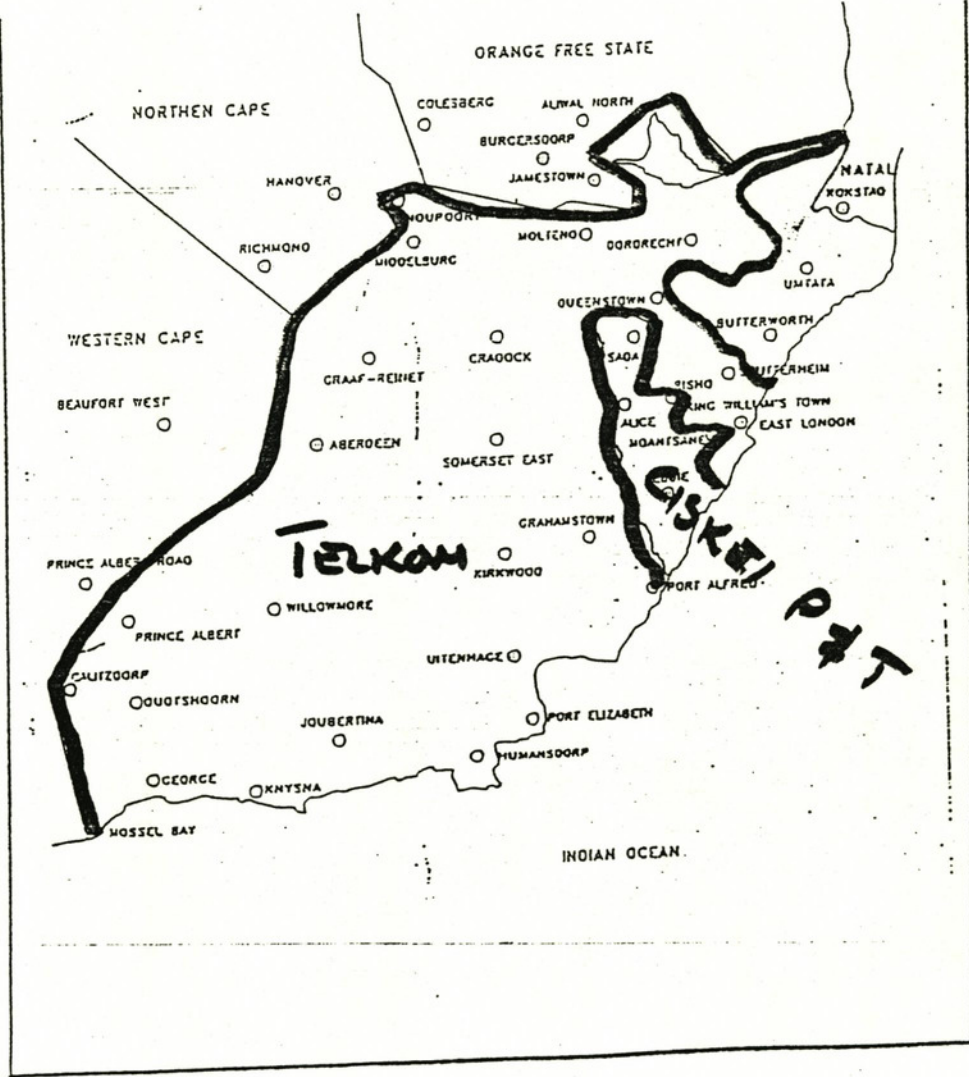 ORANGE FREE STATE
NORTHEN CAPE
COLESBERG
ALIWAL NORTH
BURGERSDORP
HANOVER
JAMESTOWN
NATAL
KOKSTAD
NOUPOORT
MOLTENO
DORDRECHT
RICHMOND
MIDDELBURG
UMTATA
QUEENSTOWN
WESTERN CAPE
BUTTERWORTH
CRADOCK
SADA
GRAAF-REINET
STUTTERHEIM
BISHO
BEAUFORT WEST
KING WILLIAM'S TOWN
ALICE
EAST LONDON
ABERDEEN
MDANTSANE
SOMERSET EAST
CISKEI P & T
GRAHAMSTOWN
TELKOM
PRINCE ALBERT ROAD
KIRKWOOD
PORT ALFRED
WILLOWMORE
PRINCE ALBERT
UITENHAGE
CALITZDORP
OUDTSHOORN
JOUBERTINA
PORT ELIZABETH
HUMANSDORP
GEORGE
KNYSNA
MOSSEL BAY
INDIAN OCEAN